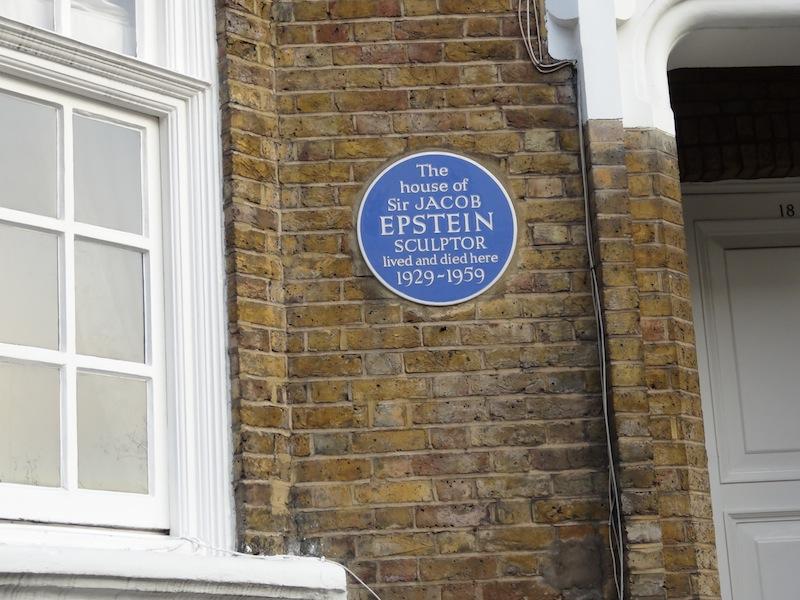 The
house of
Sir JACOB
EPSTEIN
SCULPTOR
lived and died here
1929-1959
18